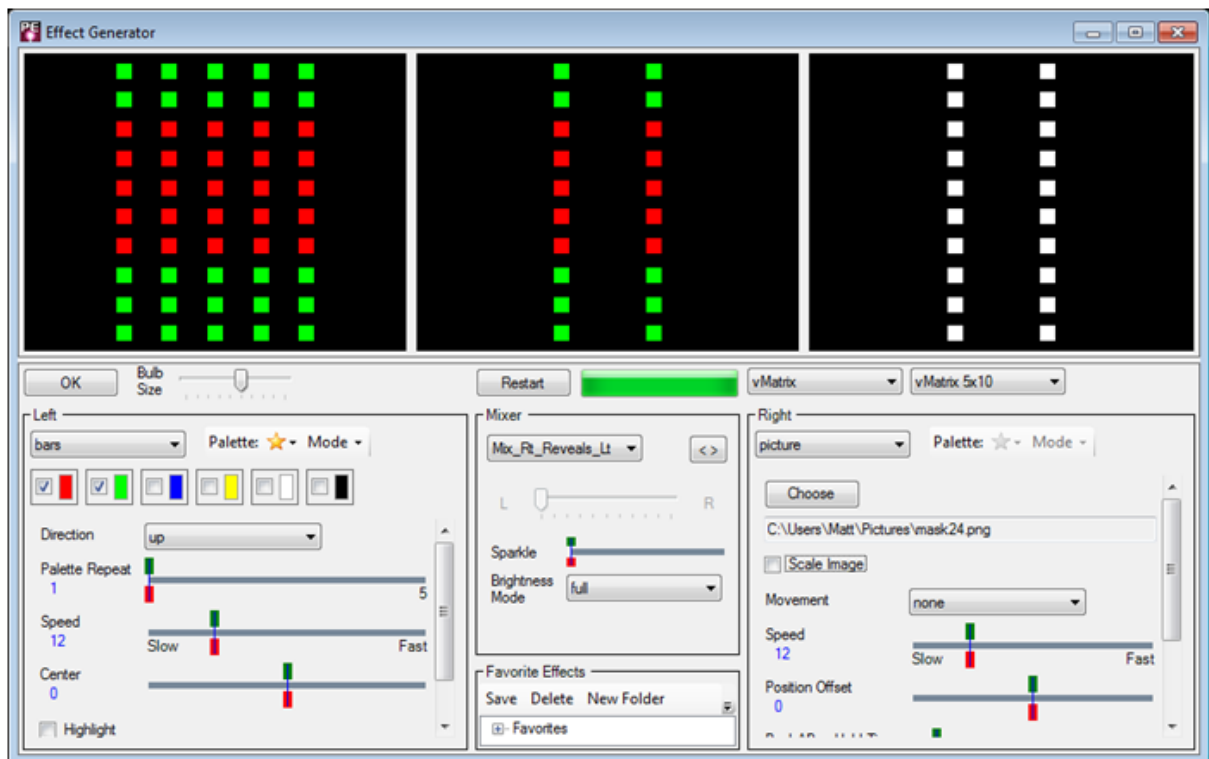 PE Effect Generator
OK
Bulb
Size
Restart
vMatrix
vMatrix 5x10
Left
bars
Palette:
Mode
Direction
up
Palette Repeat
1
5
Speed
12
Slow
Fast
Center
0
Highlight
Mixer
Mix_Rt_Reveals_Lt
<>
L
R
Sparkle
Brightness
Mode
full
Favorite Effects
Save Delete New Folder
Favorites
Right
picture
Palette:
Mode
Choose
C:\Users\Matt\Pictures\mask24.png
Scale Image
Movement
none
Speed
12
Slow
Fast
Position Offset
0